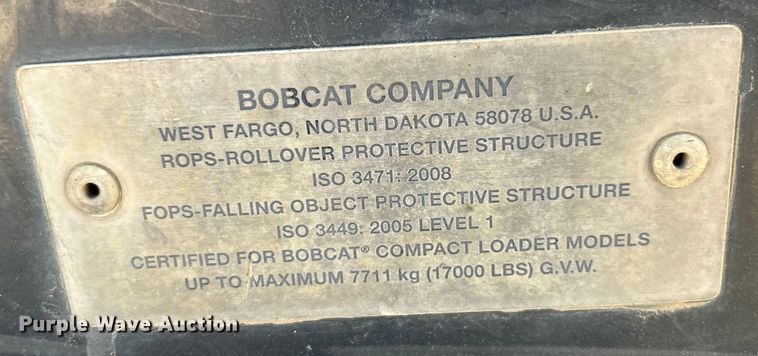 BOBCAT COMPANY
WEST FARGO, NORTH DAKOTA 58078 U.S.A.
ROPS-ROLLOVER PROTECTIVE STRUCTURE
ISO 3471: 2008
FOPS-FALLING OBJECT PROTECTIVE STRUCTURE
ISO 3449: 2005 LEVEL 1
CERTIFIED FOR BOBCAT® COMPACT LOADER MODELS
UP TO MAXIMUM 7711 kg (17000 LBS) G.V.W.
Purple Wave Auction